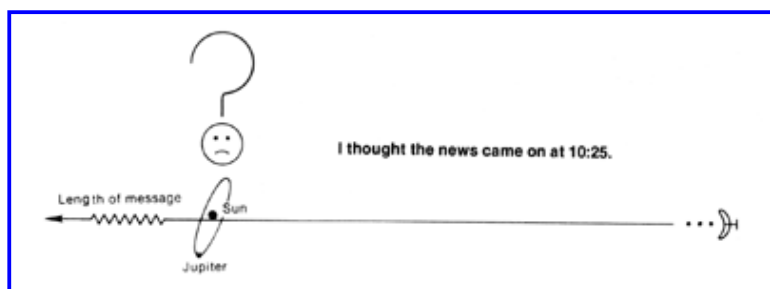 I thought the news came on at 10:25.
Length of message
Sun
Jupiter